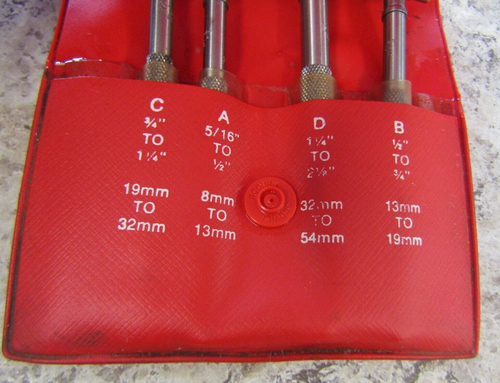 C
¾"
TO
1¼"
19mm
TO
32mm
A
5/16"
TO
½"
8mm
TO
13mm
D
1¼"
TO
2⅛"
32mm
TO
54mm
B
½"
TO
¾"
13mm
TO
19mm